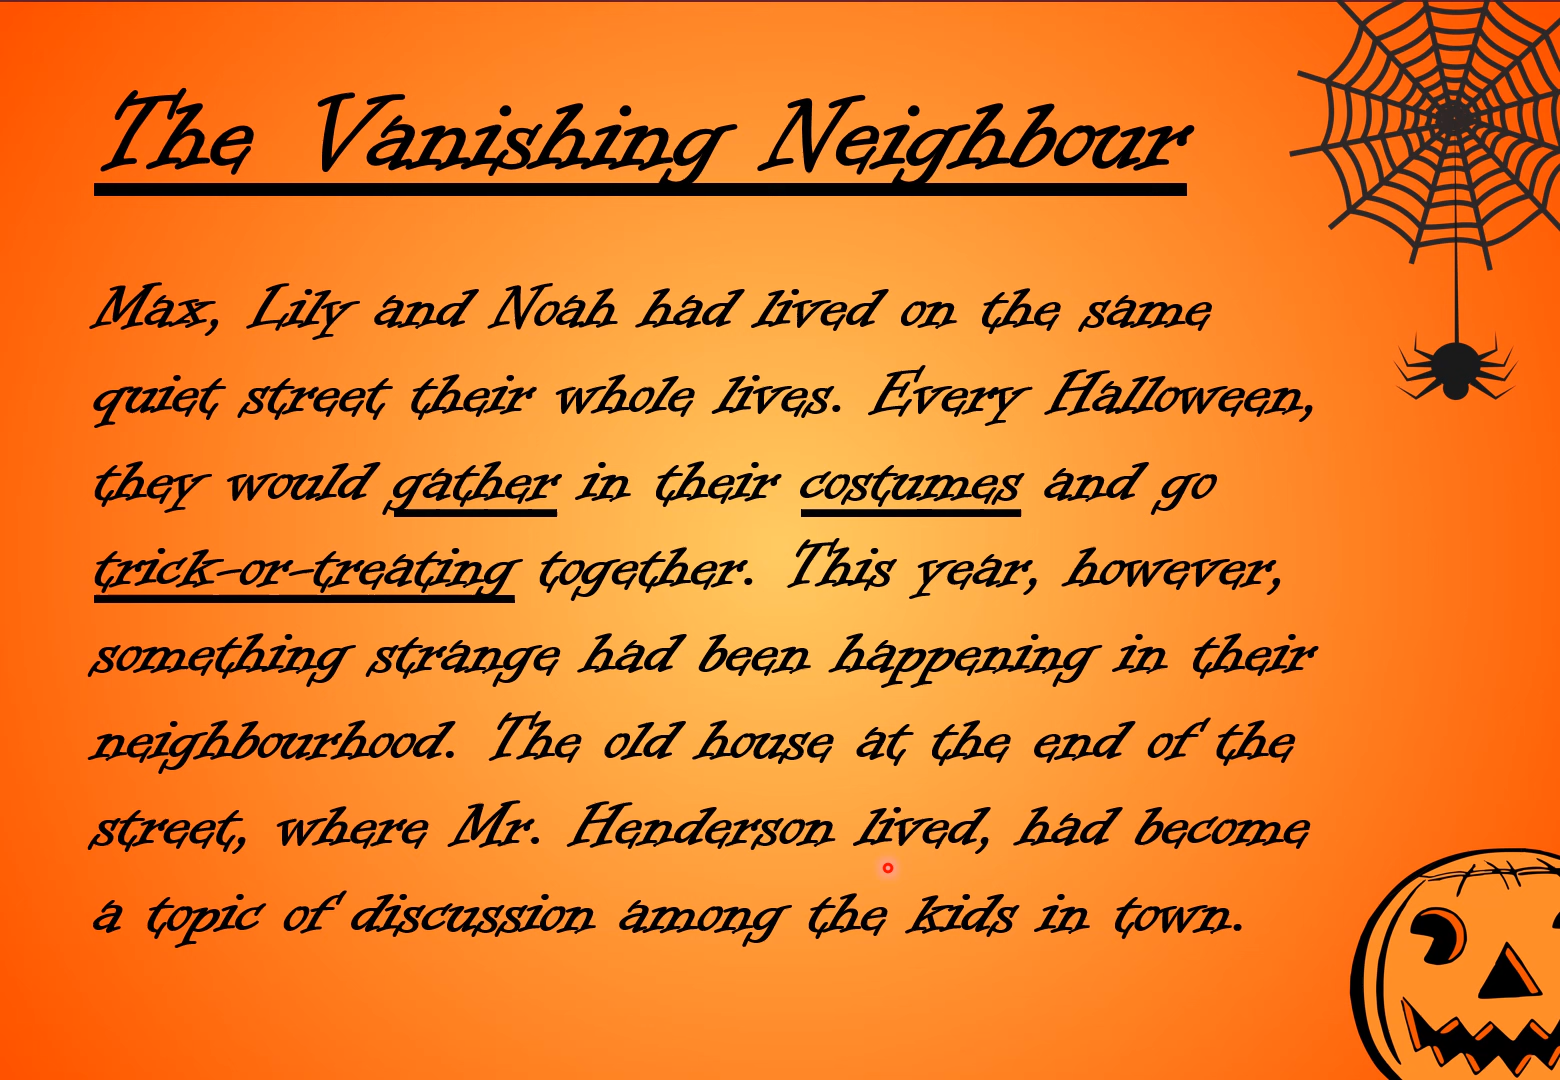 The Vanishing Neighbour
Max, Lily and Noah had lived on the same
quiet street their whole lives. Every Halloween,
they would gather in their costumes and go
trick-or-treating together. This year, however,
something strange had been happening in their
neighbourhood. The old house at the end of the
street, where Mr. Henderson lived, had become
a topic of discussion among the kids in town.